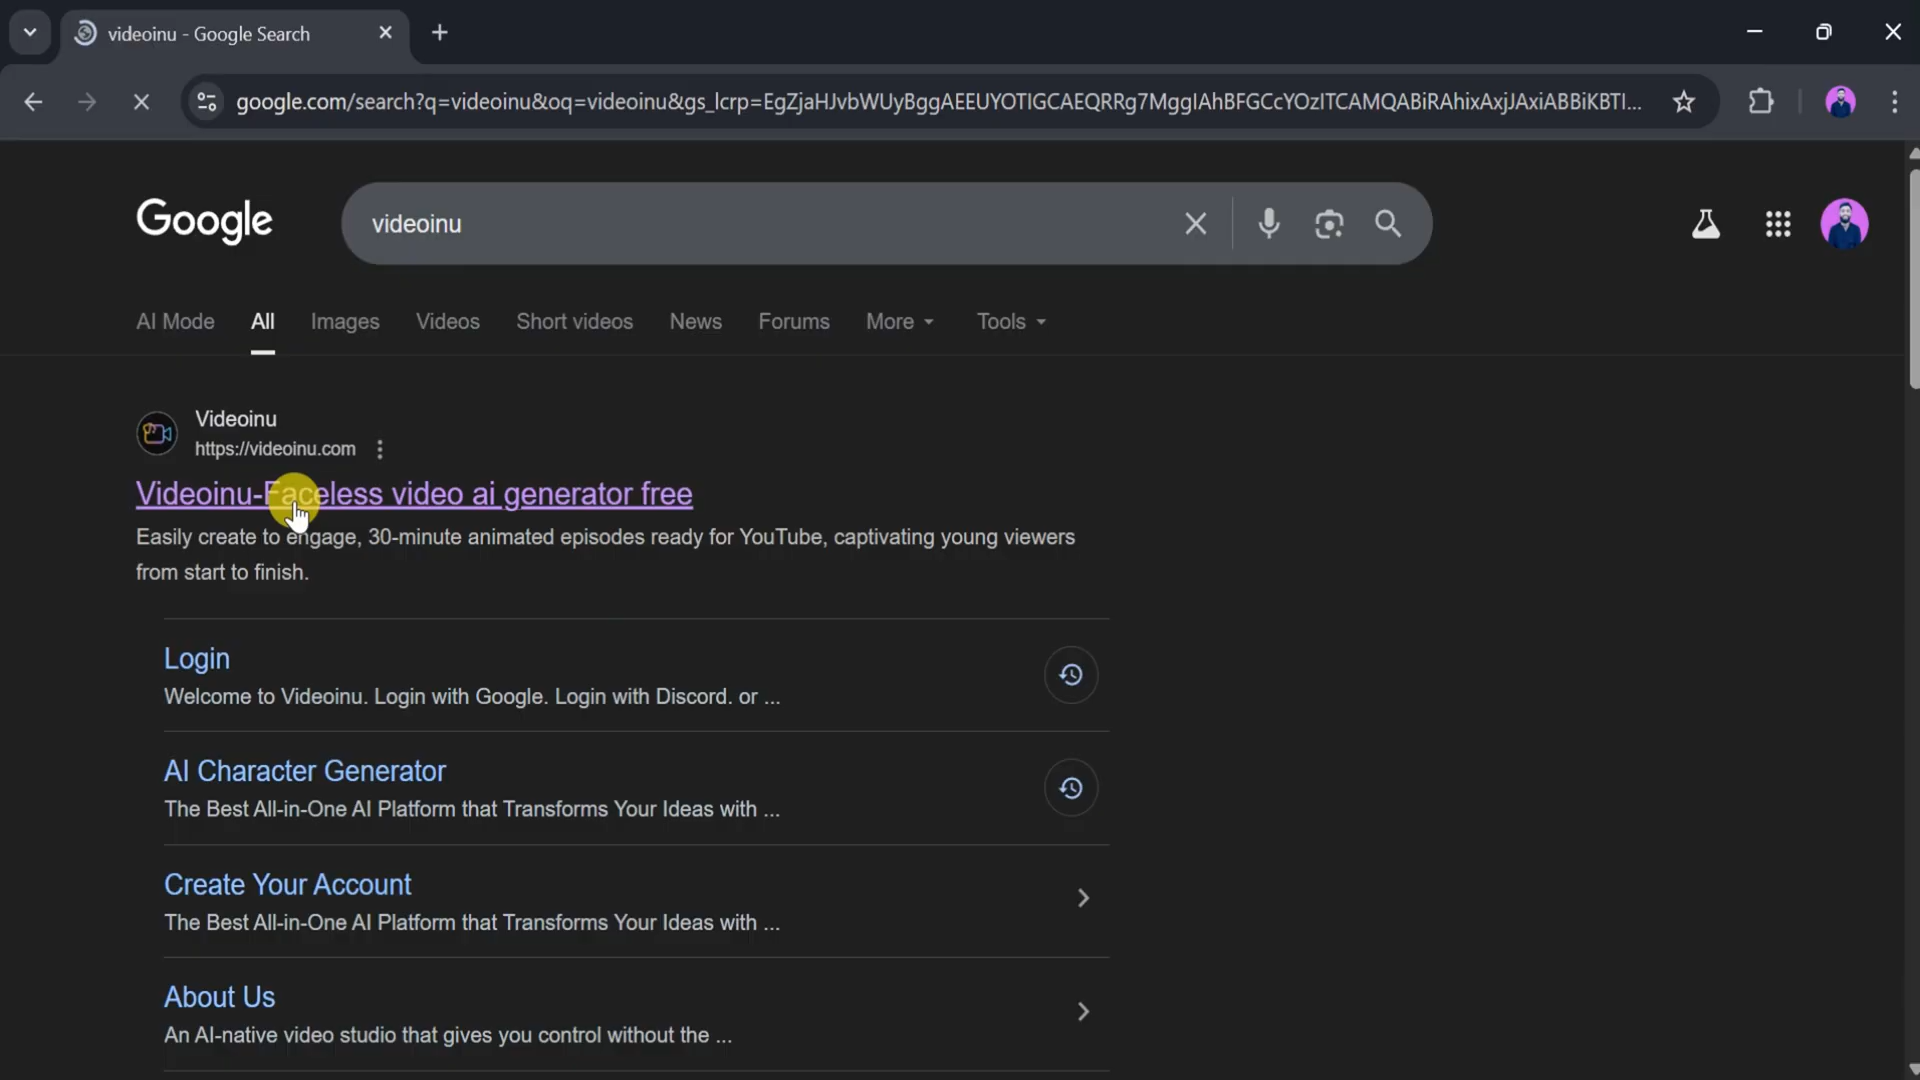 videoinu - Google Search
google.com/search?q=videoinu&oq=videoinu&gs_lcrp=EgZjaHJvbWUyBggAEEUYOTIGCAEQRRg7MggIAhBFGCcYOzITCAMQABiRAhixAxjJAxiABBiKBTI...
Google
videoinu
AI Mode All Images Videos Short videos News Forums More Tools
Videoinu
https://videoinu.com
Videoinu-Faceless video ai generator free
Easily create to engage, 30-minute animated episodes ready for YouTube, captivating young viewers
from start to finish.
Login
Welcome to Videoinu. Login with Google. Login with Discord. or ...
AI Character Generator
The Best All-in-One AI Platform that Transforms Your Ideas with ...
Create Your Account
The Best All-in-One AI Platform that Transforms Your Ideas with ...
About Us
An AI-native video studio that gives you control without the ...